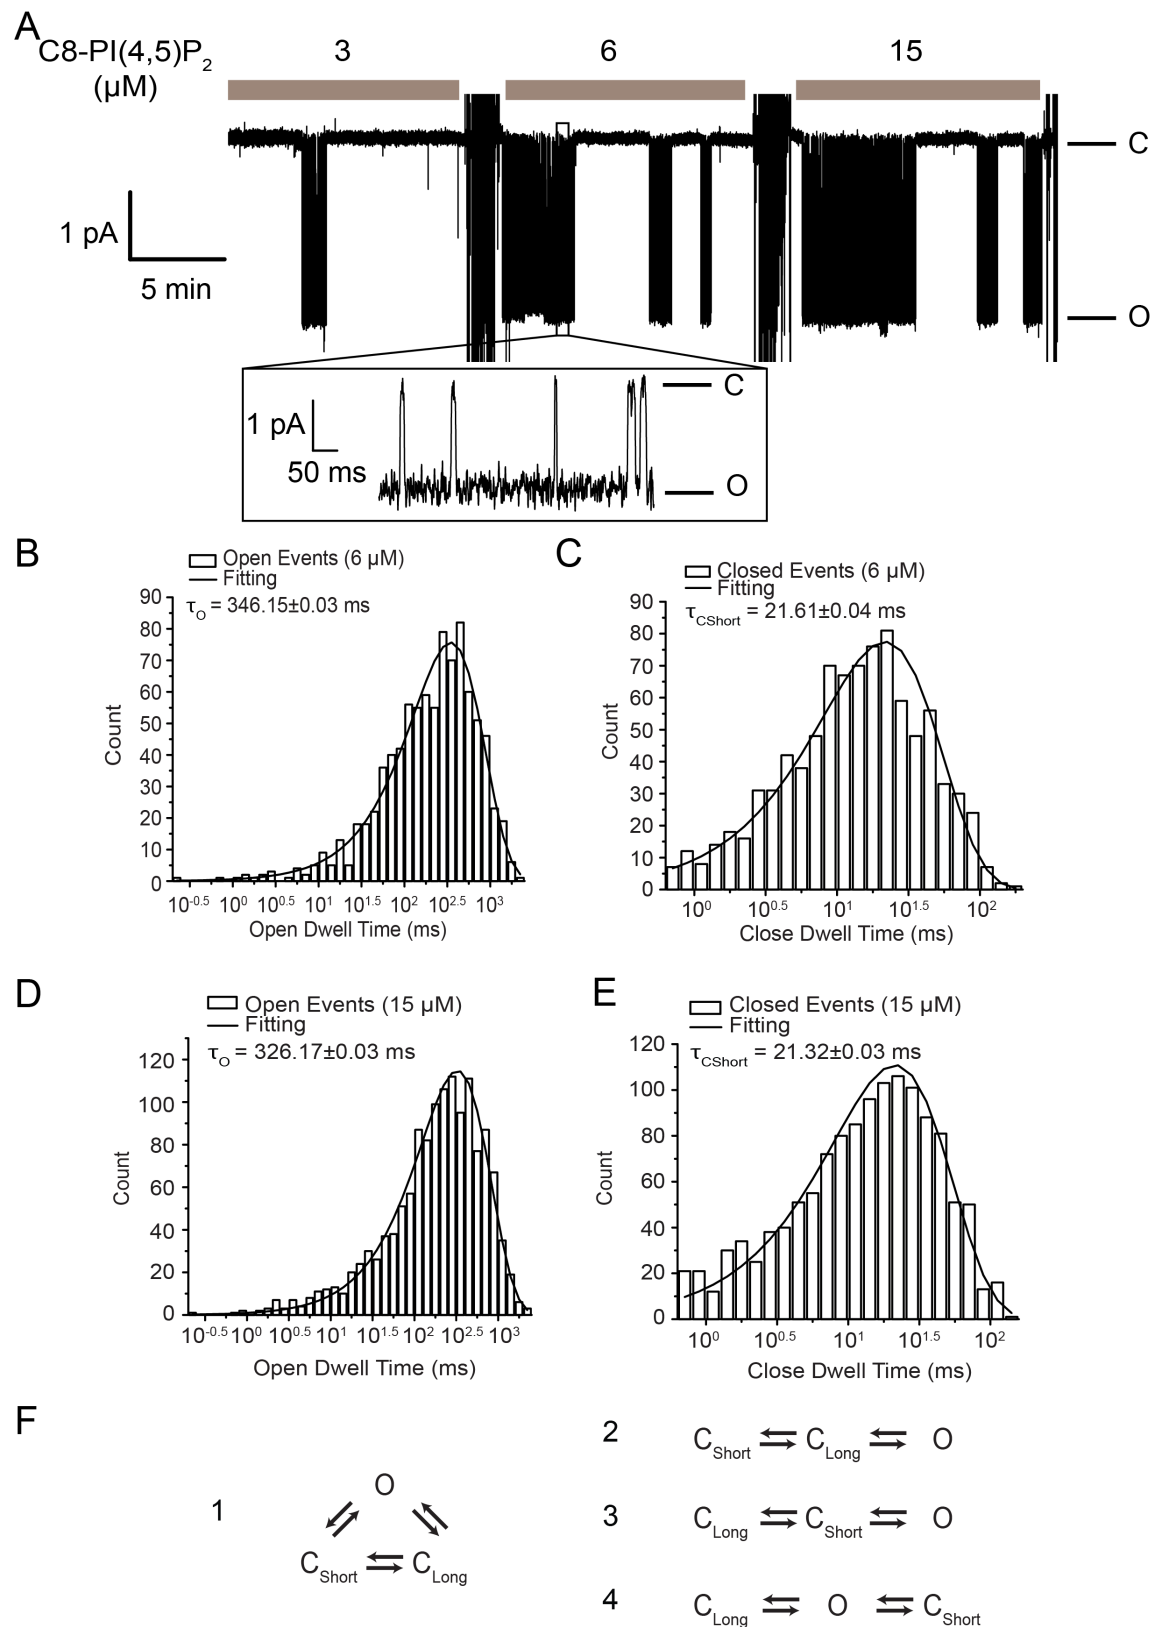 A
C8-PI(4,5)P2
(µM)
3
6
15
C
1 pA
5 min
O
C
1 pA
50 ms
O
B
Open Events (6 µM)
Fitting
τO = 346.15±0.03 ms
90
80
70
60
50
40
30
20
10
0
Count
10-0.5 100 100.5 101 101.5 102 102.5 103
Open Dwell Time (ms)
C
Closed Events (6 µM)
Fitting
τCShort = 21.61±0.04 ms
90
80
70
60
50
40
30
20
10
0
Count
100 100.5 101 101.5 102
Close Dwell Time (ms)
D
Open Events (15 µM)
Fitting
τO = 326.17±0.03 ms
120
100
80
60
40
20
0
Count
10-0.5 100 100.5 101 101.5 102 102.5 103
Open Dwell Time (ms)
E
Closed Events (15 µM)
Fitting
τCShort = 21.32±0.03 ms
120
100
80
60
40
20
0
Count
100 100.5 101 101.5 102
Close Dwell Time (ms)
F
1
O
CShort CLong
2
CShort CLong O
3
CLong CShort O
4
CLong O CShort